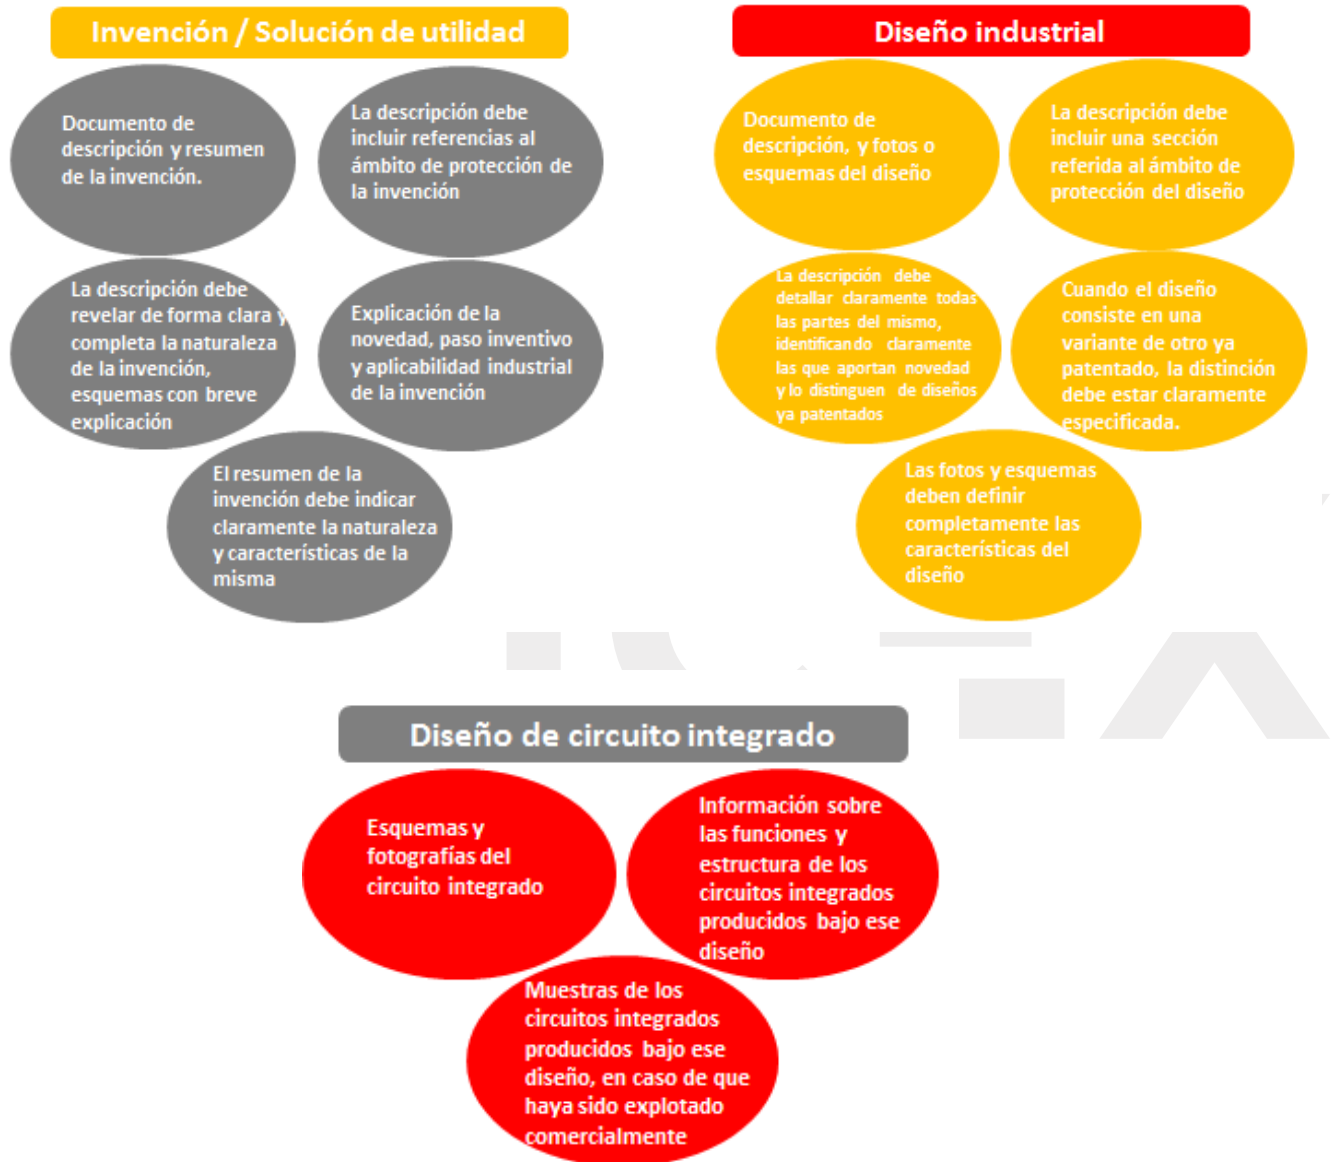 Invención / Solución de utilidad
Documento de
descripción y resumen
de la invención.
La descripción debe
incluir referencias al
ámbito de protección de
la invención
La descripción debe
revelar de forma clara y
completa la naturaleza
de la invención,
esquemas con breve
explicación
Explicación de la
novedad, paso inventivo
y aplicabilidad industrial
de la invención
El resumen de la
invención debe indicar
claramente la naturaleza
y características de la
misma
Diseño industrial
Documento de
descripción, y fotos o
esquemas del diseño
La descripción debe
incluir una sección
referida al ámbito de
protección del diseño
La descripción debe
detallar claramente todas
las partes del mismo,
identificando claramente
las que aportan novedad
y lo distinguen de diseños
ya patentados
Cuando el diseño
consiste en una
variante de otro ya
patentado, la distinción
debe estar claramente
especificada.
Las fotos y esquemas
deben definir
completamente las
características del
diseño
Diseño de circuito integrado
Esquemas y
fotografías del
circuito integrado
Información sobre
las funciones y
estructura de los
circuitos integrados
producidos bajo ese
diseño
Muestras de los
circuitos integrados
producidos bajo ese
diseño, en caso de que
haya sido explotado
comercialmente